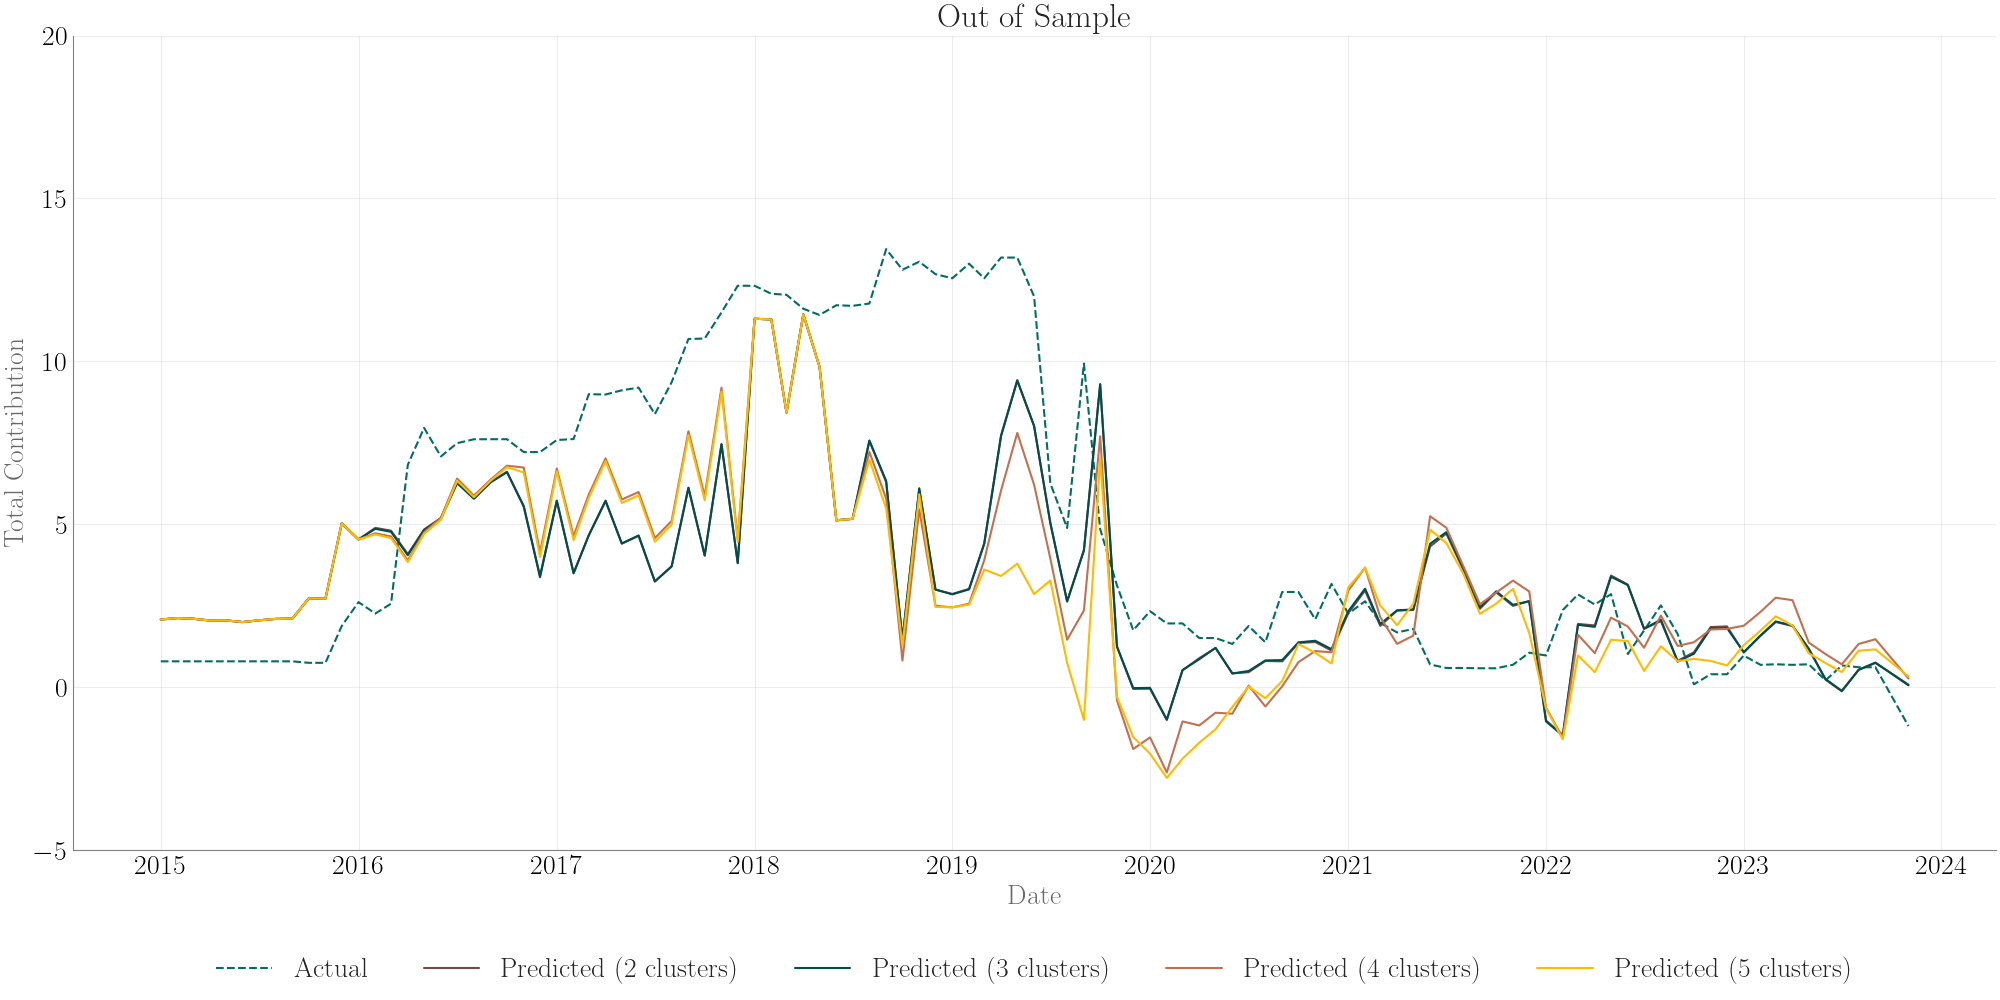 Out of Sample
20
15
10
5
0
−5
Total Contribution
2015 2016 2017 2018 2019 2020 2021 2022 2023 2024
Date
Actual Predicted (2 clusters) Predicted (3 clusters) Predicted (4 clusters) Predicted (5 clusters)